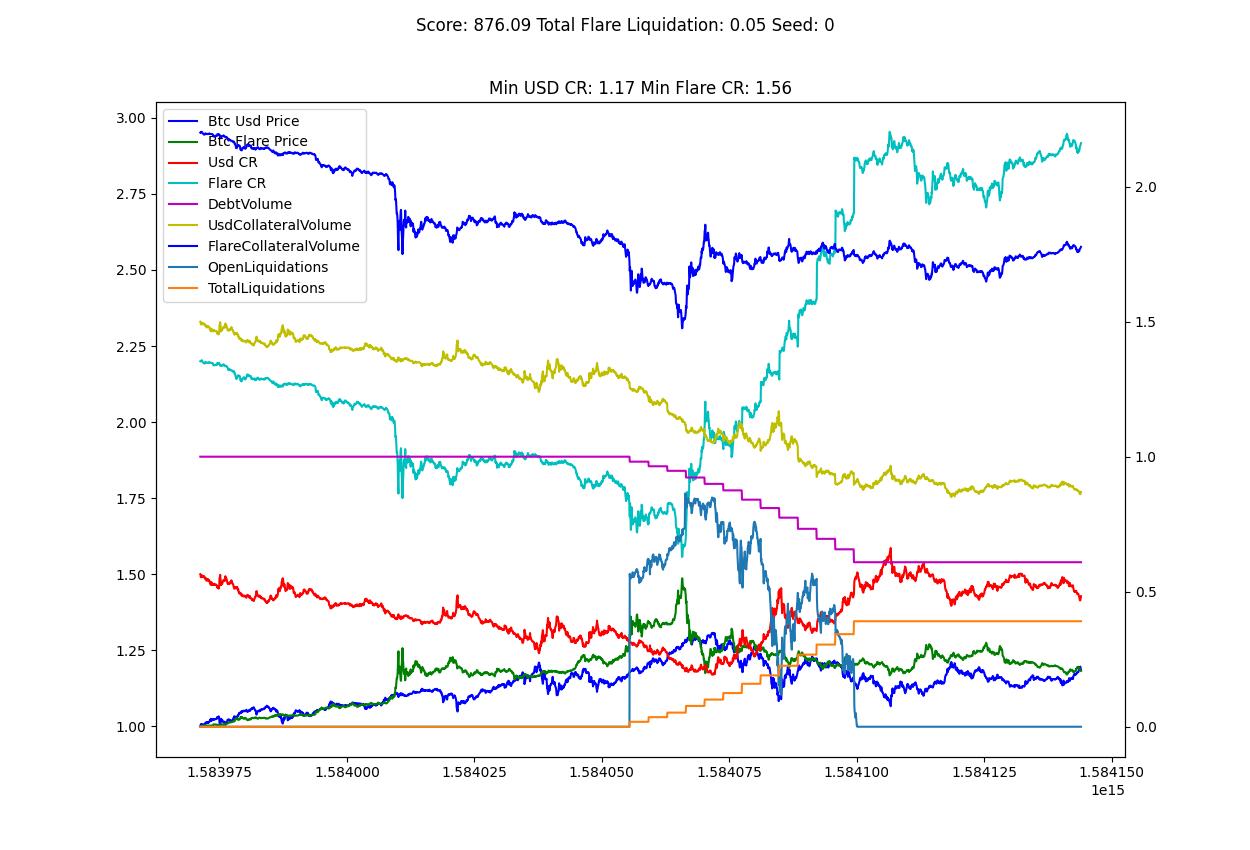 Score: 876.09 Total Flare Liquidation: 0.05 Seed: 0
Min USD CR: 1.17 Min Flare CR: 1.56
Btc Usd Price
Btc Flare Price
Usd CR
Flare CR
DebtVolume
UsdCollateralVolume
FlareCollateralVolume
OpenLiquidations
TotalLiquidations
3.00
2.75
2.50
2.25
2.00
1.75
1.50
1.25
1.00
2.0
1.5
1.0
0.5
0.0
1.583975 1.584000 1.584025 1.584050 1.584075 1.584100 1.584125 1.584150
1e15